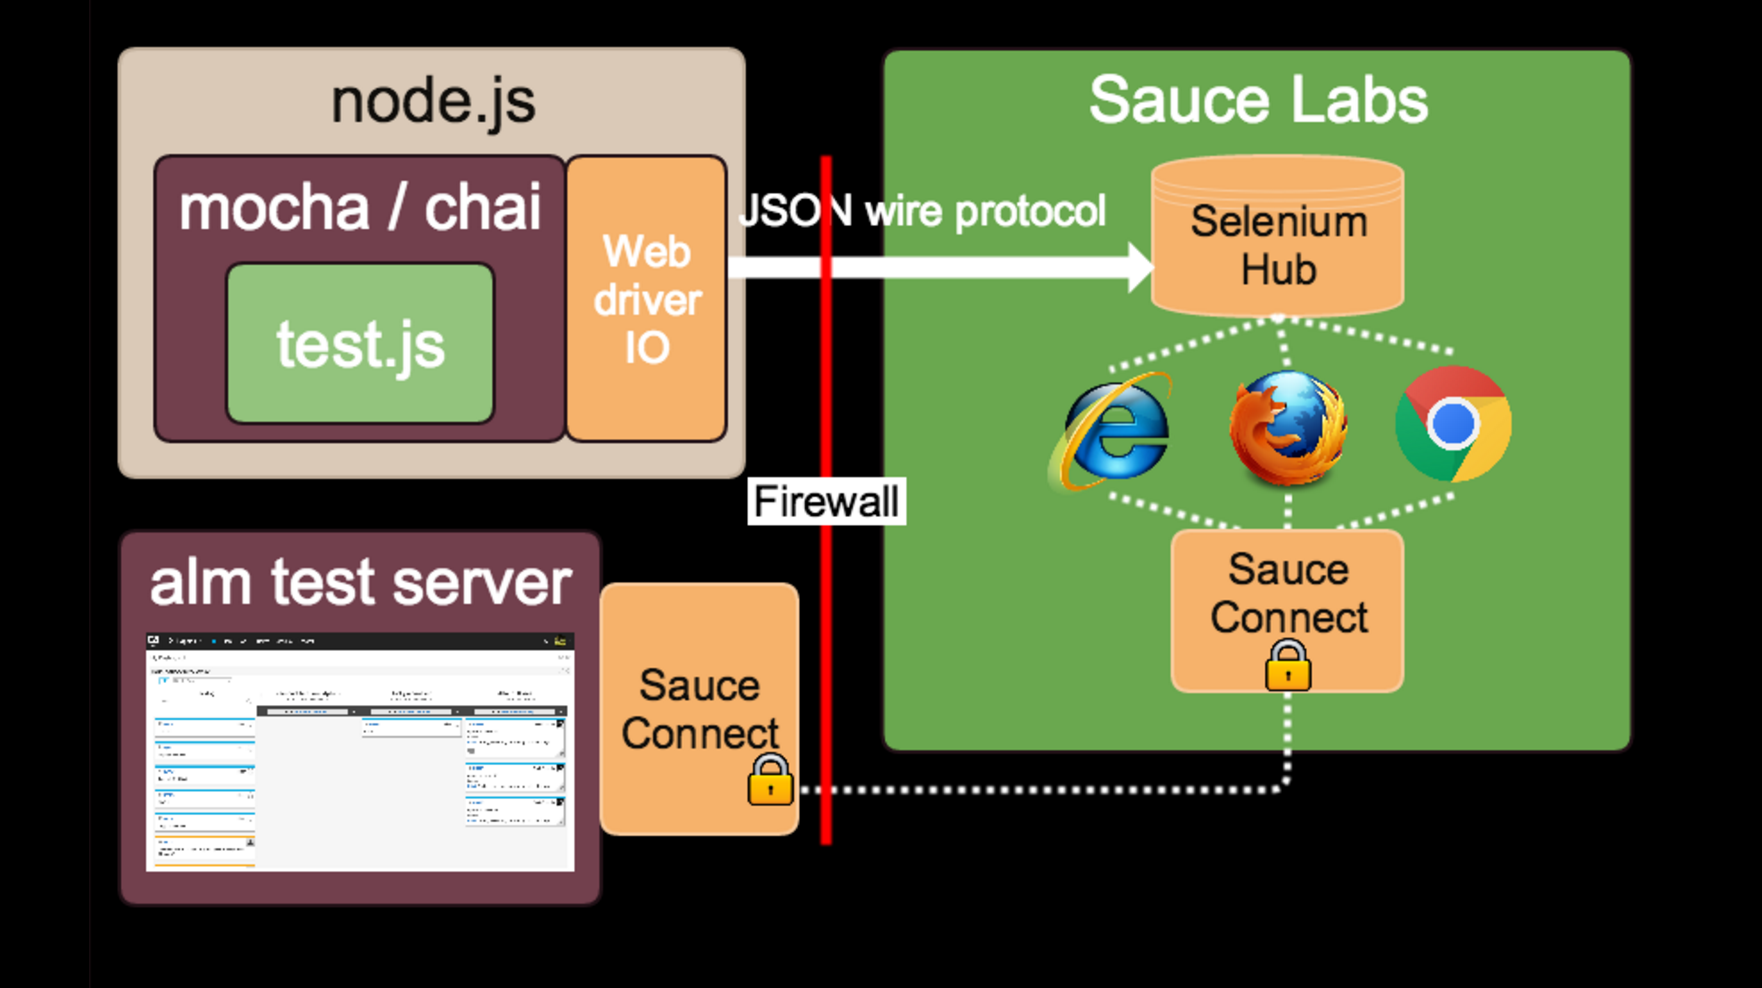 node.js
mocha / chai
test.js
Web
driver
IO
JSON wire protocol
Sauce Labs
Selenium
Hub
Firewall
alm test server
Sauce
Connect
Sauce
Connect